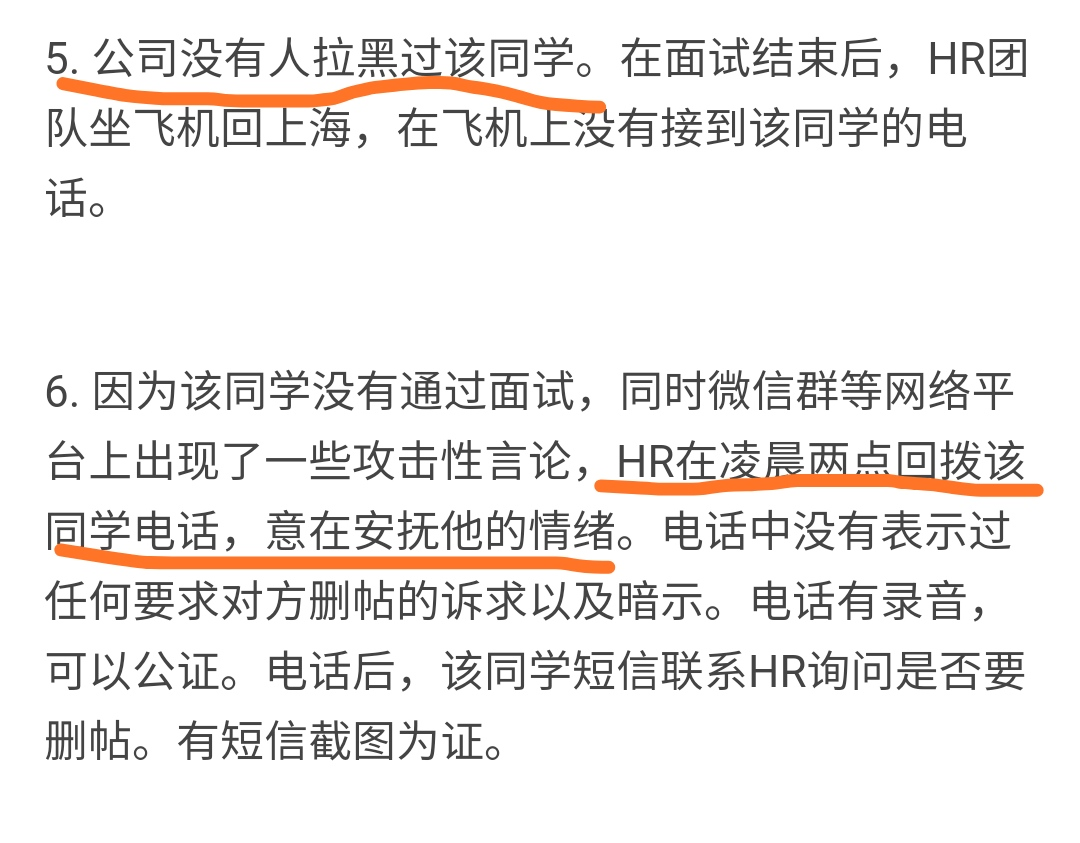 5. 公司没有人拉黑过该同学。在面试结束后，HR团
队坐飞机回上海，在飞机上没有接到该同学的电
话。
6. 因为该同学没有通过面试，同时微信群等网络平
台上出现了一些攻击性言论，HR在凌晨两点回拨该
同学电话，意在安抚他的情绪。电话中没有表示过
任何要求对方删帖的诉求以及暗示。电话有录音，
可以公证。电话后，该同学短信联系HR询问是否要
删帖。有短信截图为证。